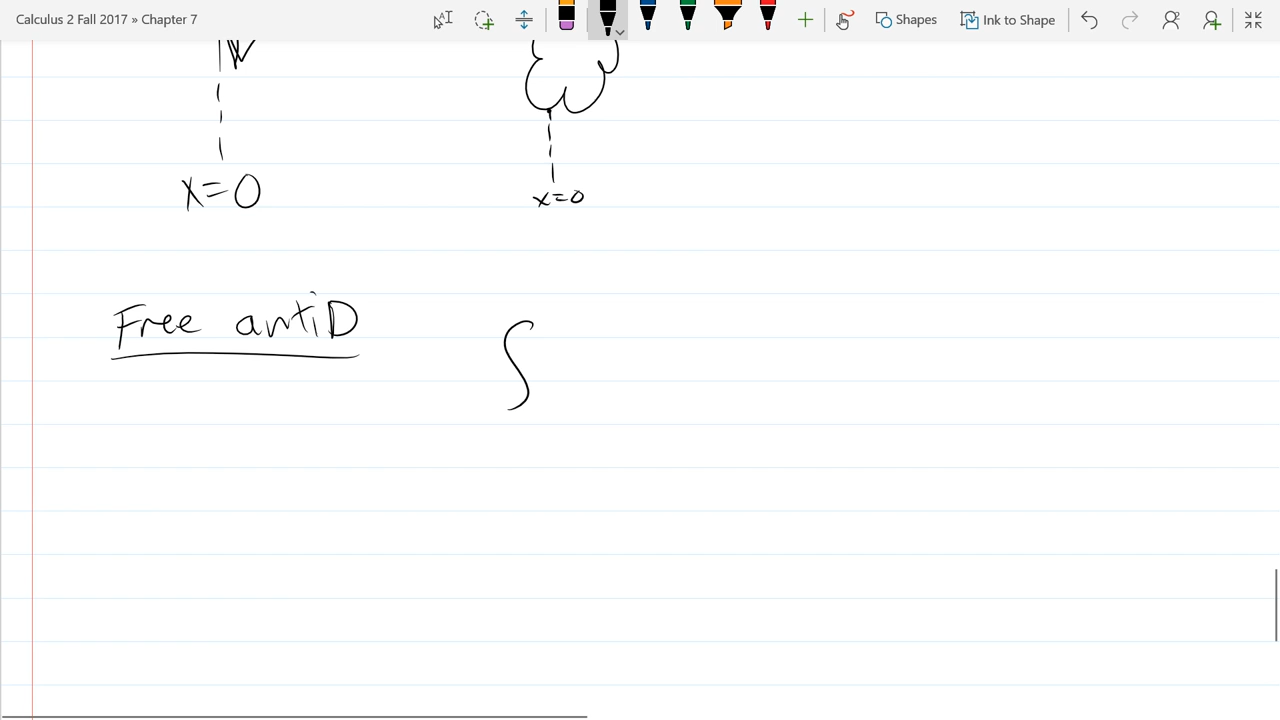 Calculus 2 Fall 2017 » Chapter 7
Shapes
Ink to Shape
x=0
x=0
Free antiD
∫